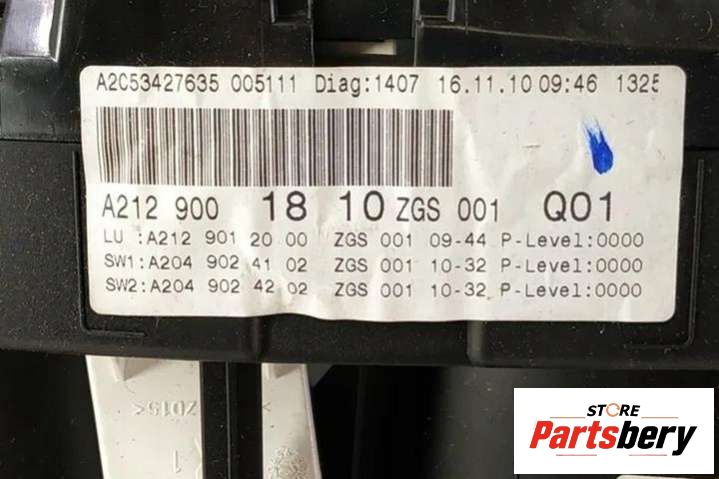 A2C53427635 005111 Diag:1407 16.11.10 09:46 1325
A212 900 18 10 ZGS 001 Q01
LU :A212 901 20 00 ZGS 001 09-44 P-Level:0000
SW1:A204 902 41 02 ZGS 001 10-32 P-Level:0000
SW2:A204 902 42 02 ZGS 001 10-32 P-Level:0000
STORE
Partsbery